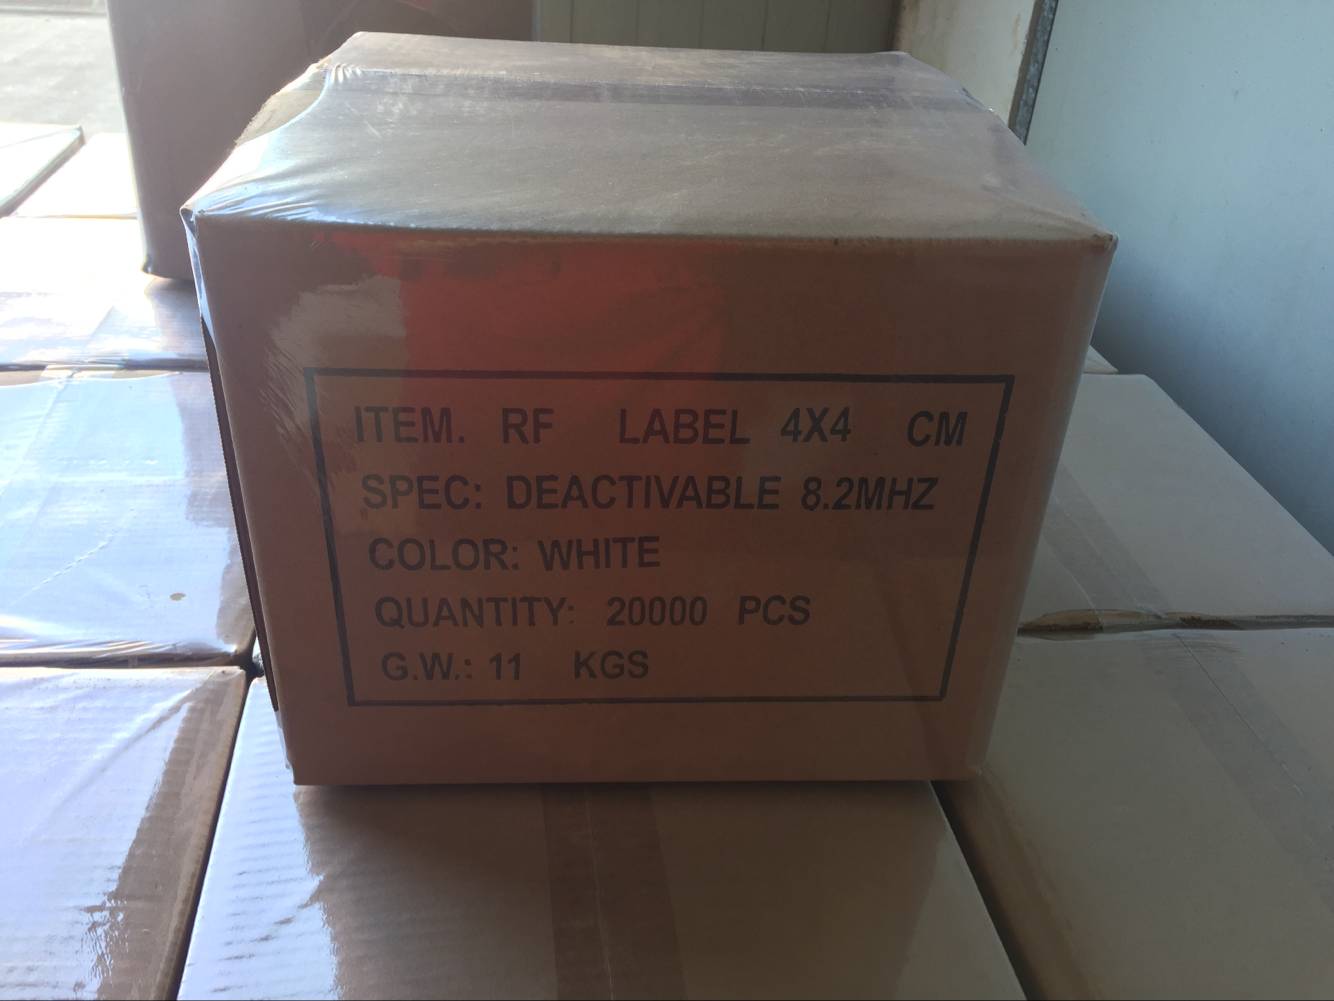 ITEM. RF LABEL 4X4 CM
SPEC: DEACTIVABLE 8.2MHZ
COLOR: WHITE
QUANTITY: 20000 PCS
G.W.: 11 KGS